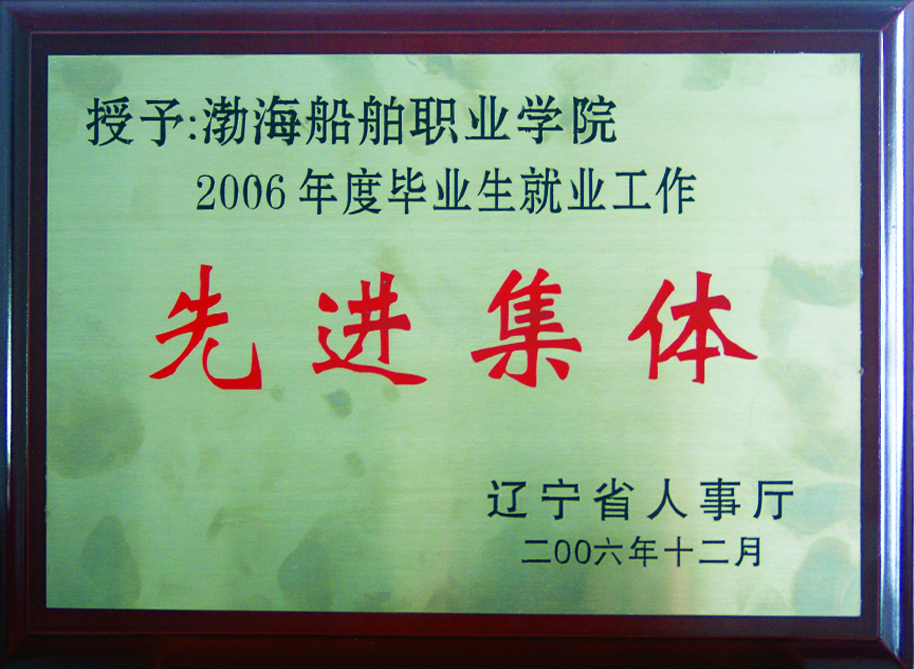 授予:渤海船舶职业学院
2006年度毕业生就业工作
先进集体
辽宁省人事厅
二00六年十二月